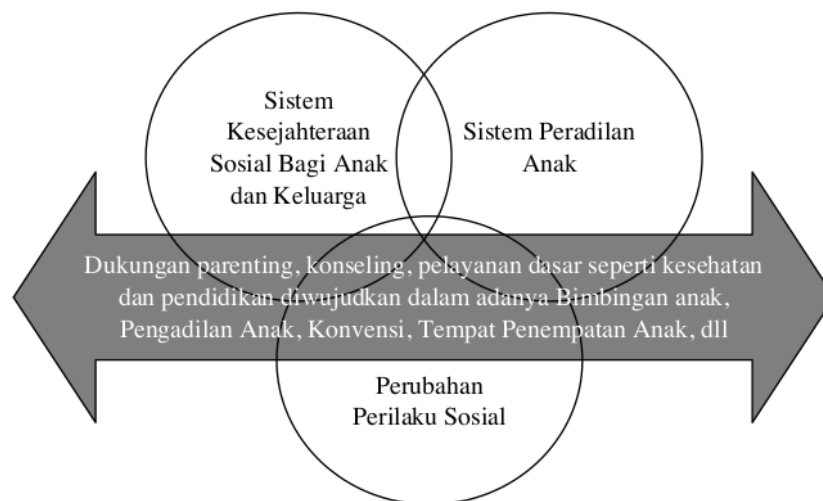 Sistem
Kesejahteraan
Sosial Bagi Anak
dan Keluarga
Sistem Peradilan
Anak
Dukungan parenting, konseling, pelayanan dasar seperti kesehatan
dan pendidikan diwujudkan dalam adanya Bimbingan anak,
Pengadilan Anak, Konvensi, Tempat Penempatan Anak, dll
Perubahan
Perilaku Sosial